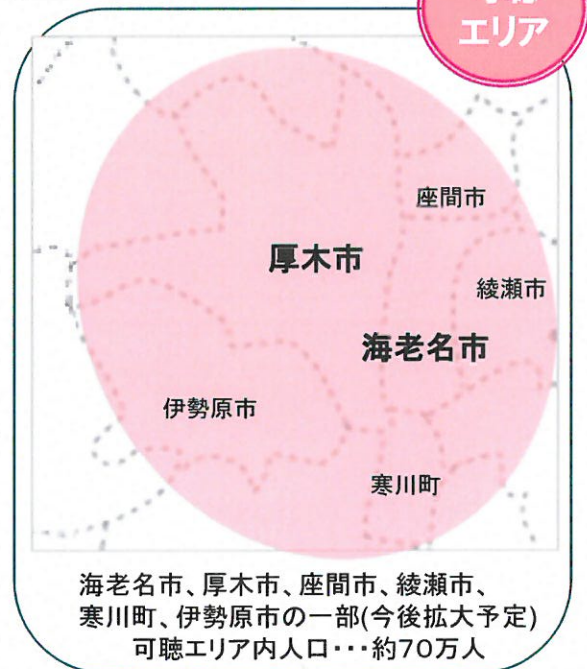 エリア
座間市
厚木市
綾瀬市
海老名市
伊勢原市
寒川町
海老名市、厚木市、座間市、綾瀬市、
寒川町、伊勢原市の一部(今後拡大予定)
可聴エリア内人口･･･約70万人